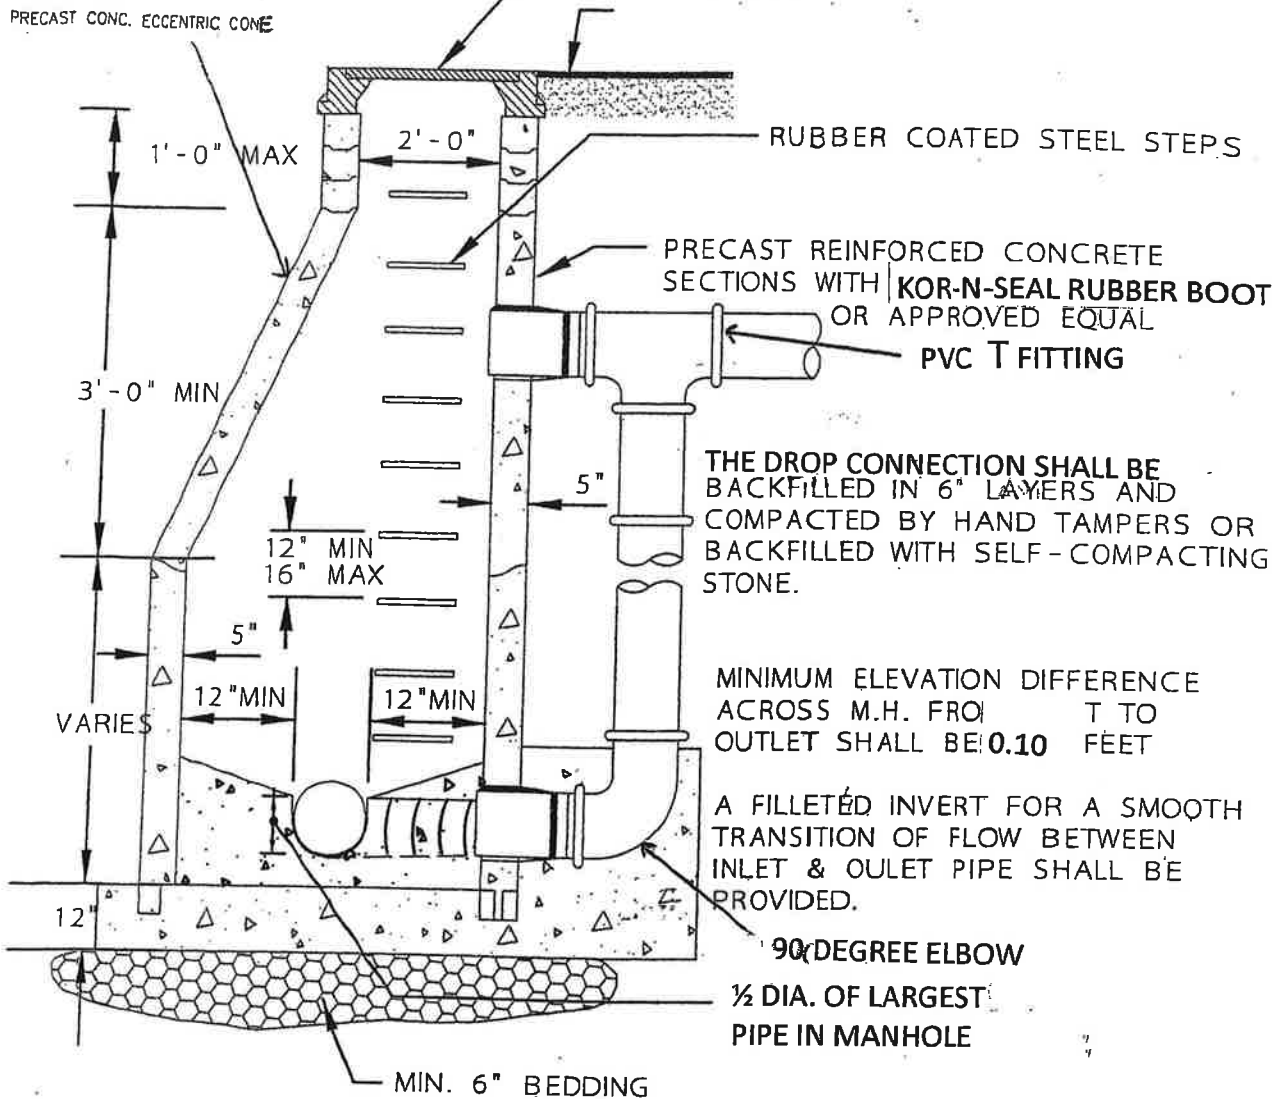 PRECAST CONC. ECCENTRIC CONE
1'-0" MAX
2'-0"
RUBBER COATED STEEL STEPS
PRECAST REINFORCED CONCRETE
SECTIONS WITH KOR-N-SEAL RUBBER BOOT
OR APPROVED EQUAL
PVC T FITTING
3'-0" MIN
THE DROP CONNECTION SHALL BE
BACKFILLED IN 6" LAYERS AND
COMPACTED BY HAND TAMPERS OR
BACKFILLED WITH SELF-COMPACTING
STONE.
5"
12" MIN
16" MAX
5"
12"MIN
12"MIN
VARIES
MINIMUM ELEVATION DIFFERENCE
ACROSS M.H. FRO T TO
OUTLET SHALL BE 0.10 FEET
A FILLETED INVERT FOR A SMOOTH
TRANSITION OF FLOW BETWEEN
INLET & OULET PIPE SHALL BE
PROVIDED.
12"
90 DEGREE ELBOW
½ DIA. OF LARGEST
PIPE IN MANHOLE
MIN. 6" BEDDING